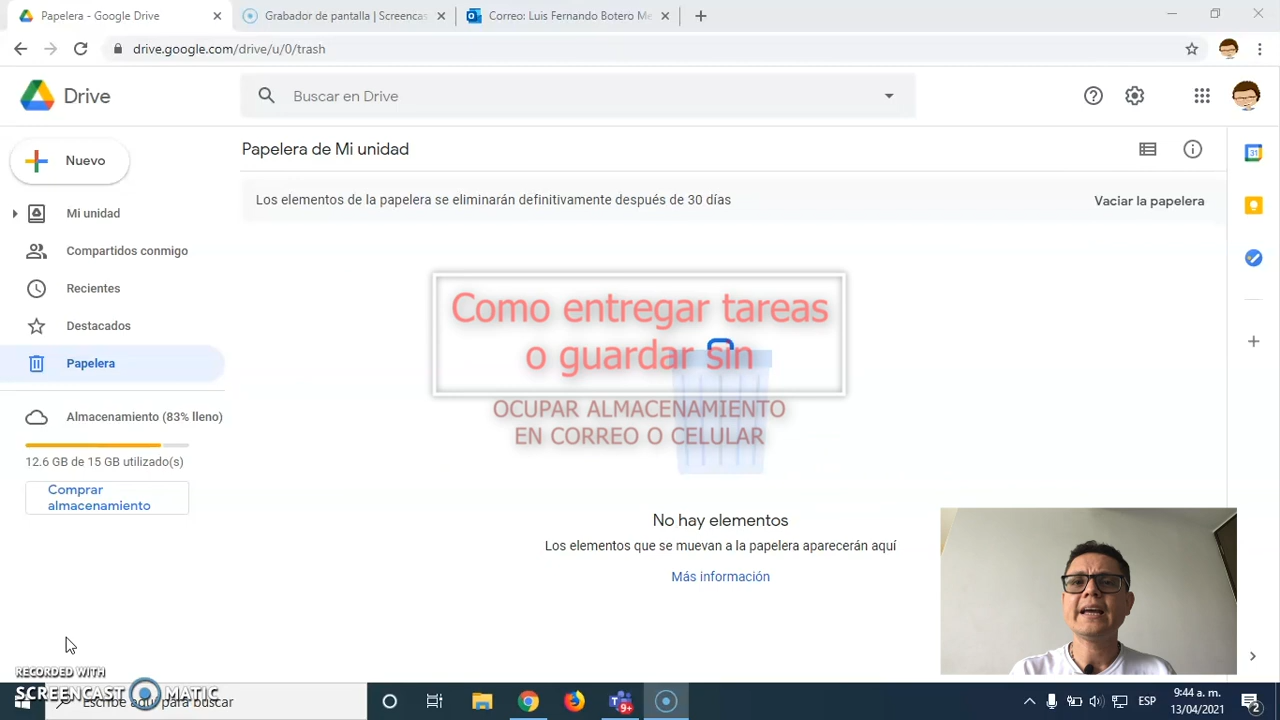 Papelera - Google Drive
Grabador de pantalla | Screencas
Correo: Luis Fernando Botero Me
drive.google.com/drive/u/0/trash
Drive
Buscar en Drive
Nuevo
Papelera de Mi unidad
Los elementos de la papelera se eliminarán definitivamente después de 30 días
Vaciar la papelera
Mi unidad
Compartidos conmigo
Recientes
Destacados
Papelera
Almacenamiento (83% lleno)
12.6 GB de 15 GB utilizado(s)
Comprar
almacenamiento
Como entregar tareas
o guardar sin
OCUPAR ALMACENAMIENTO
EN CORREO O CELULAR
No hay elementos
Los elementos que se muevan a la papelera aparecerán aquí
Más información
31
RECORDED WITH
SCREENCAST MATIC
Escribe aquí para buscar
9+
ESP
9:44 a. m.
13/04/2021
2